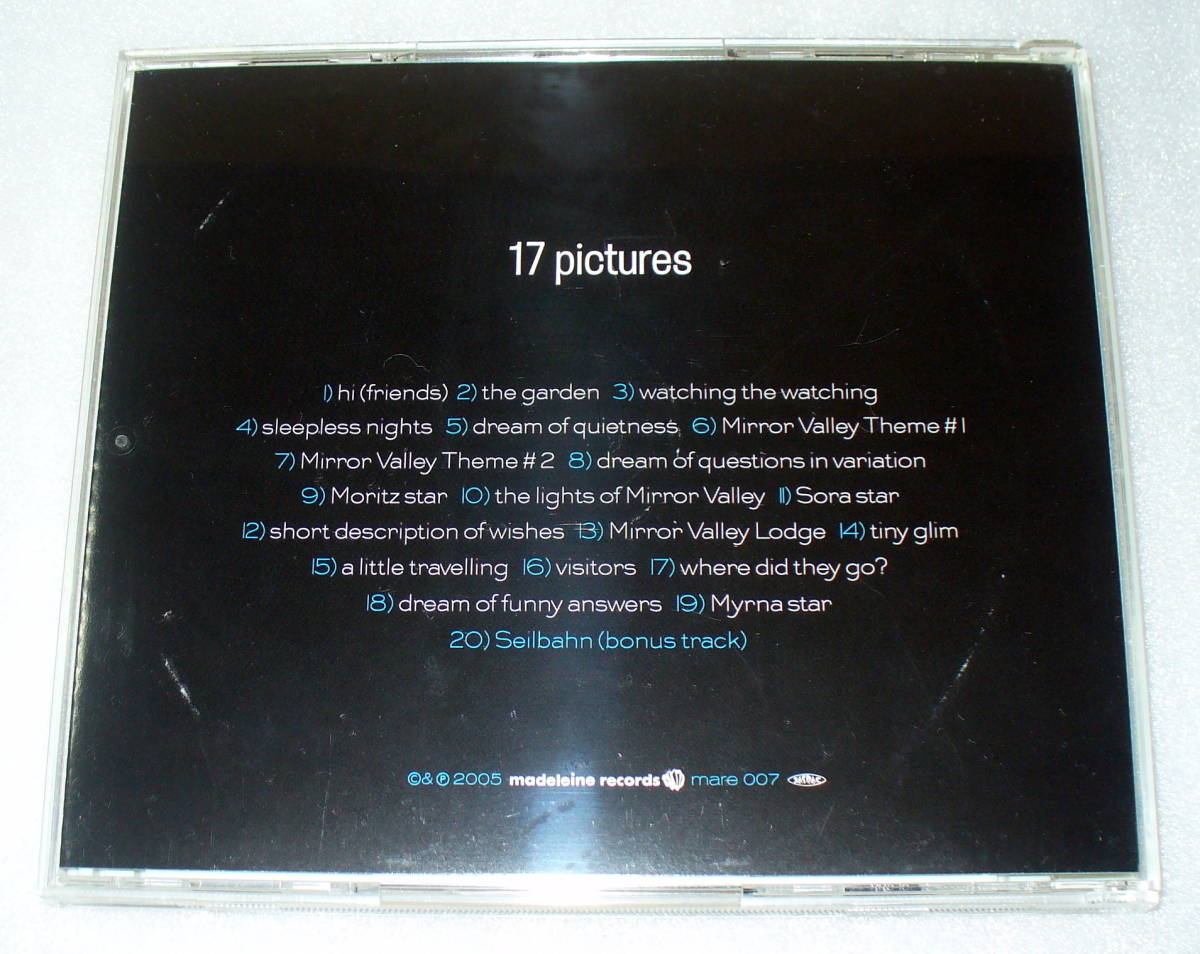 17 pictures
1) hi (friends) 2) the garden 3) watching the watching
4) sleepless nights 5) dream of quietness 6) Mirror Valley Theme #1
7) Mirror Valley Theme #2 8) dream of questions in variation
9) Moritz star 10) the lights of Mirror Valley 11) Sora star
12) short description of wishes 13) Mirror Valley Lodge 14) tiny glim
15) a little travelling 16) visitors 17) where did they go?
18) dream of funny answers 19) Myrna star
20) Seilbahn (bonus track)
©& ℗ 2005 madeleine records mare 007